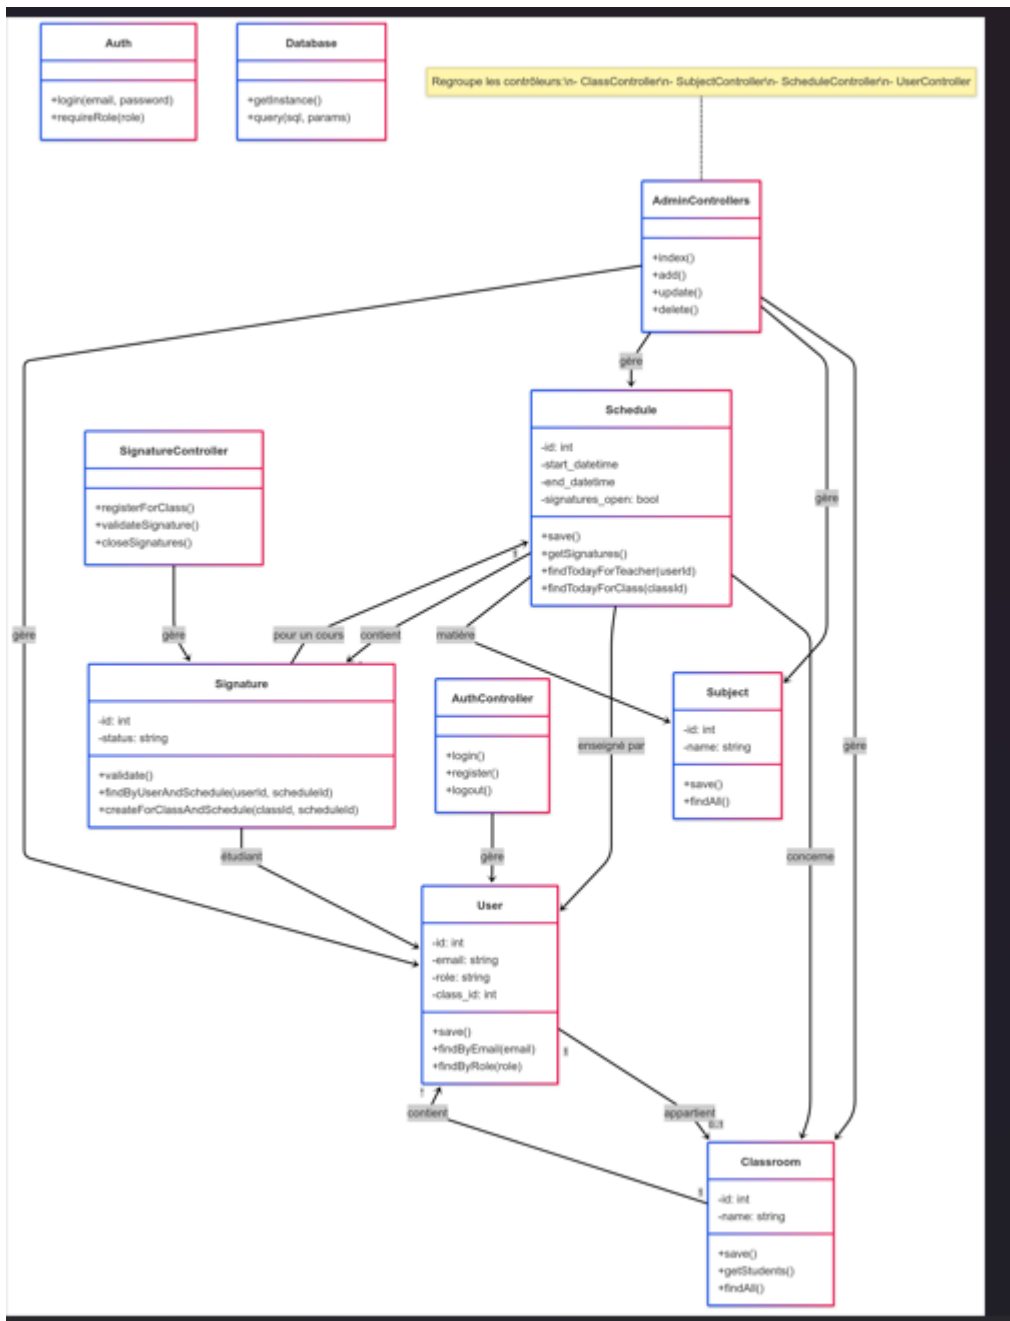 Auth
+login(email, password)
+requireRole(role)
Database
+getInstance()
+query(sql, params)
Regroupe les contrôleurs:\n- ClassController\n- SubjectController\n- ScheduleController\n- UserController
AdminControllers
+index()
+add()
+update()
+delete()
gère
Schedule
-id: int
-start_datetime
-end_datetime
-signatures_open: bool
+save()
+getSignatures()
+findTodayForTeacher(userId)
+findTodayForClass(classId)
SignatureController
+registerForClass()
+validateSignature()
+closeSignatures()
gère
1
gère
gère
pour un cours
contient
matière
Signature
-id: int
-status: string
+validate()
+findByUserAndSchedule(userId, scheduleId)
+createForClassAndSchedule(classId, scheduleId)
AuthController
+login()
+register()
+logout()
Subject
-id: int
-name: string
+save()
+findAll()
enseigné par
gère
étudiant
gère
concerne
User
-id: int
-email: string
-role: string
-class_id: int
+save()
+findByEmail(email)
+findByRole(role)
1
contient
appartient
0..1
Classroom
-id: int
-name: string
+save()
+getStudents()
+findAll()
1